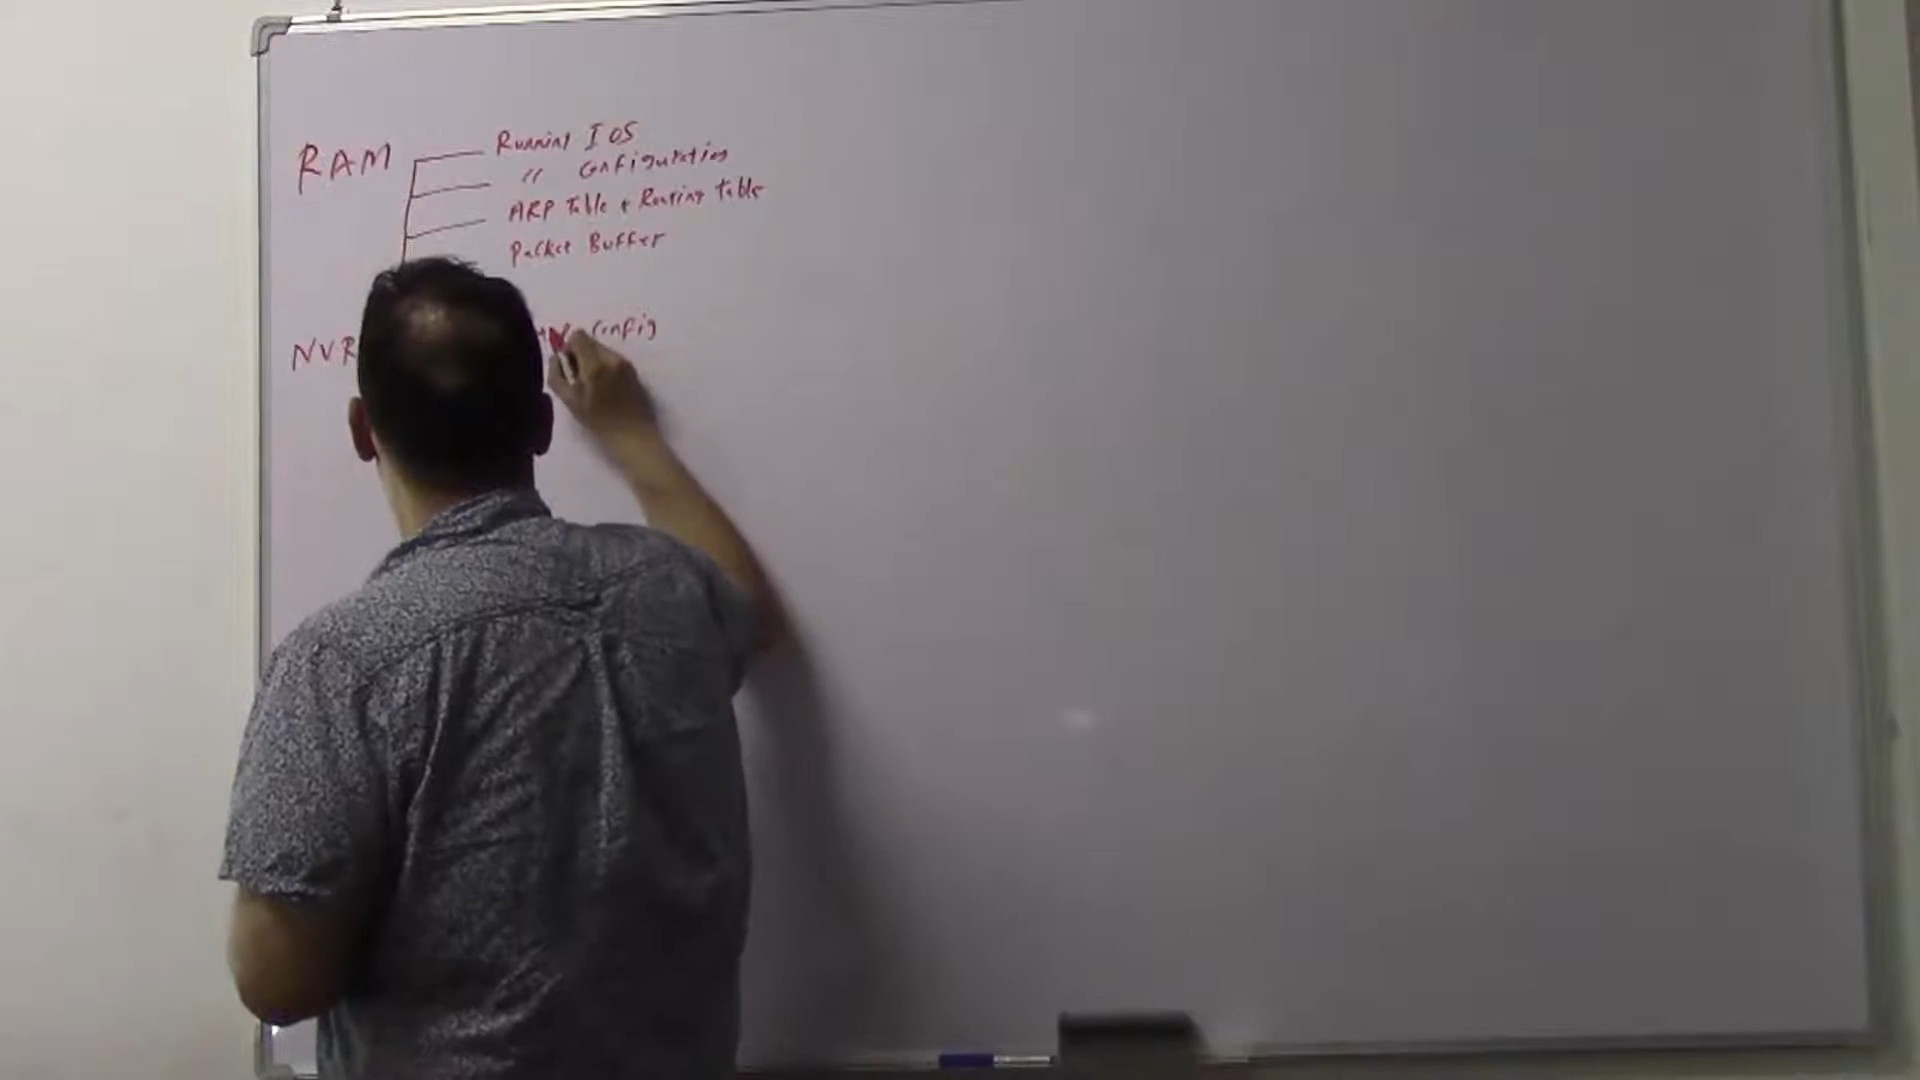 RAM
Running IOS
〃 Configuration
ARP Table + Routing table
Packet Buffer
NVR
Config